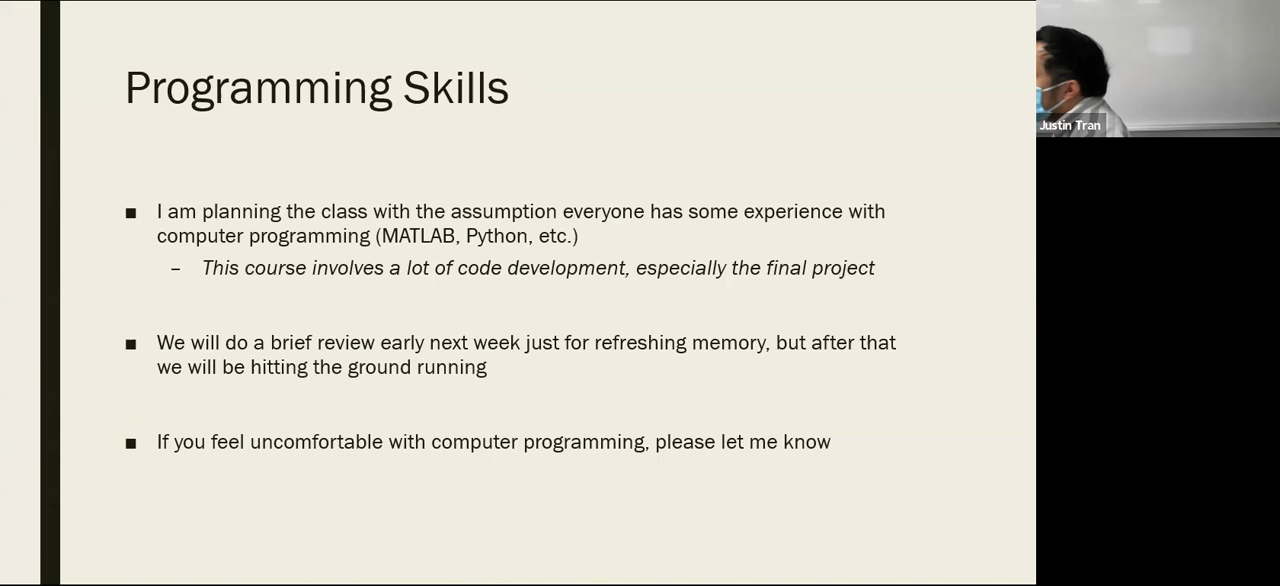 Programming Skills
■ I am planning the class with the assumption everyone has some experience with
computer programming (MATLAB, Python, etc.)
– This course involves a lot of code development, especially the final project
■ We will do a brief review early next week just for refreshing memory, but after that
we will be hitting the ground running
■ If you feel uncomfortable with computer programming, please let me know
Justin Tran